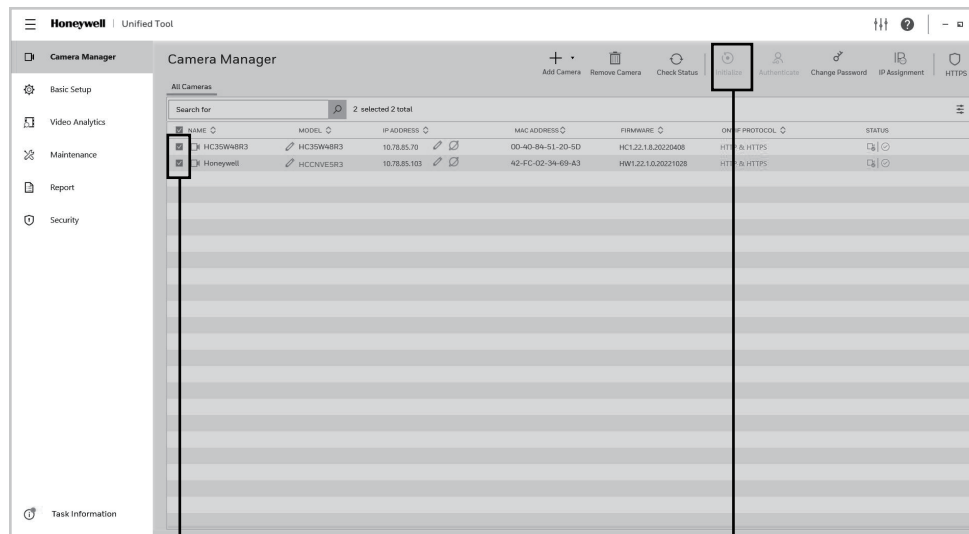 Honeywell | Unified Tool
Camera Manager
Basic Setup
Video Analytics
Maintenance
Report
Security
Task Information
Camera Manager
Add Camera
Remove Camera
Check Status
Initialize
Authenticate
Change Password
IP Assignment
HTTPS
All Cameras
Search for
2 selected 2 total
NAME MODEL IP ADDRESS MAC ADDRESS FIRMWARE ONVIF PROTOCOL STATUS
HC35W48R3 HC35W48R3 10.78.85.70 00-40-84-51-20-5D HC1.22.1.8.20220408 HTTP & HTTPS
Honeywell HCCNVESR3 10.78.85.103 42-FC-02-34-69-A3 HW1.22.1.0.20221028 HTTP & HTTPS